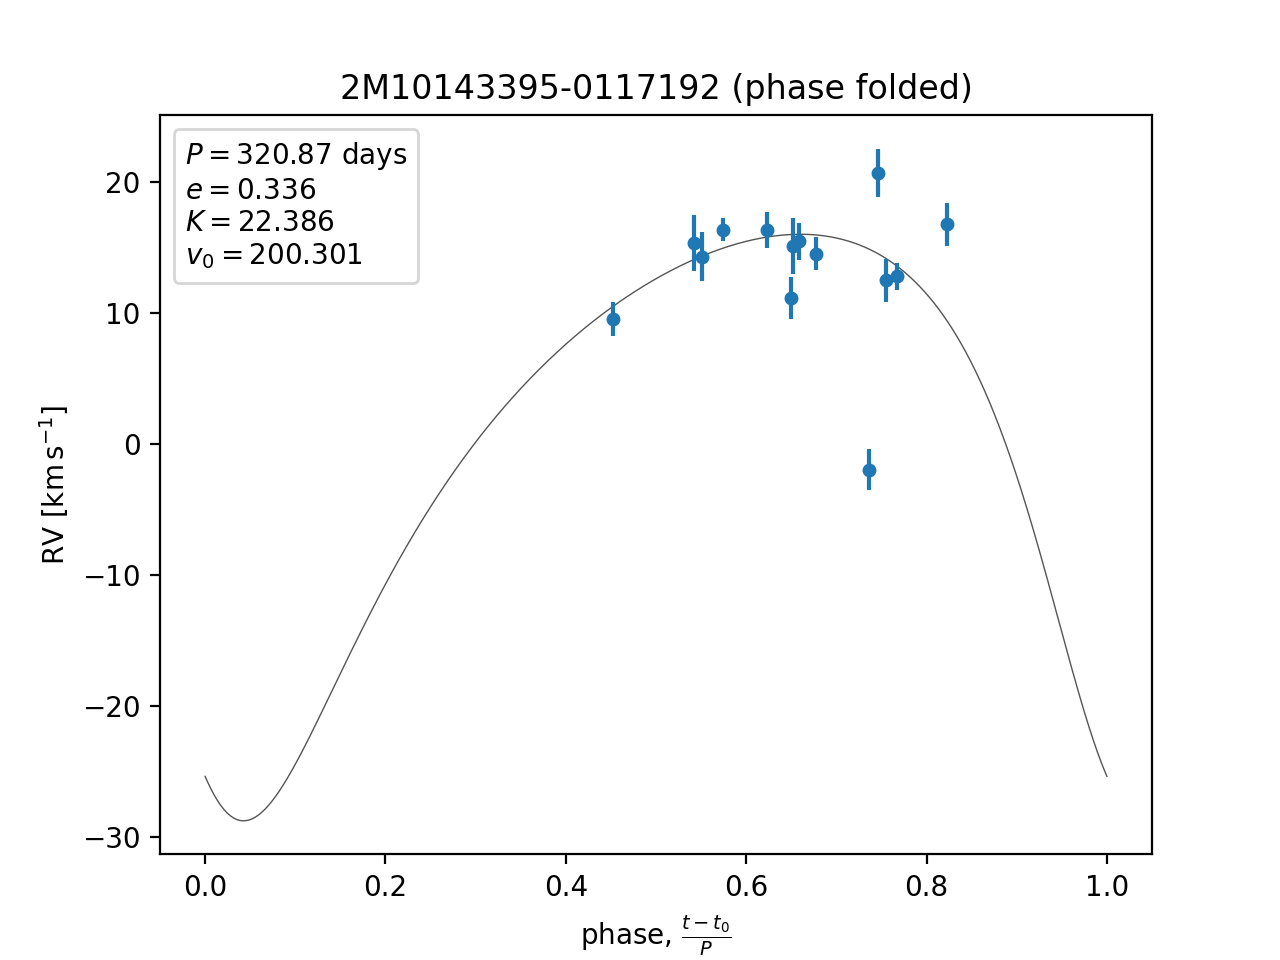 2M10143395-0117192 (phase folded)
P = 320.87 days
e = 0.336
K = 22.386
v₀ = 200.301
20
10
0
−10
−20
−30
RV [km s⁻¹]
0.0 0.2 0.4 0.6 0.8 1.0
phase, (t − t₀)/P